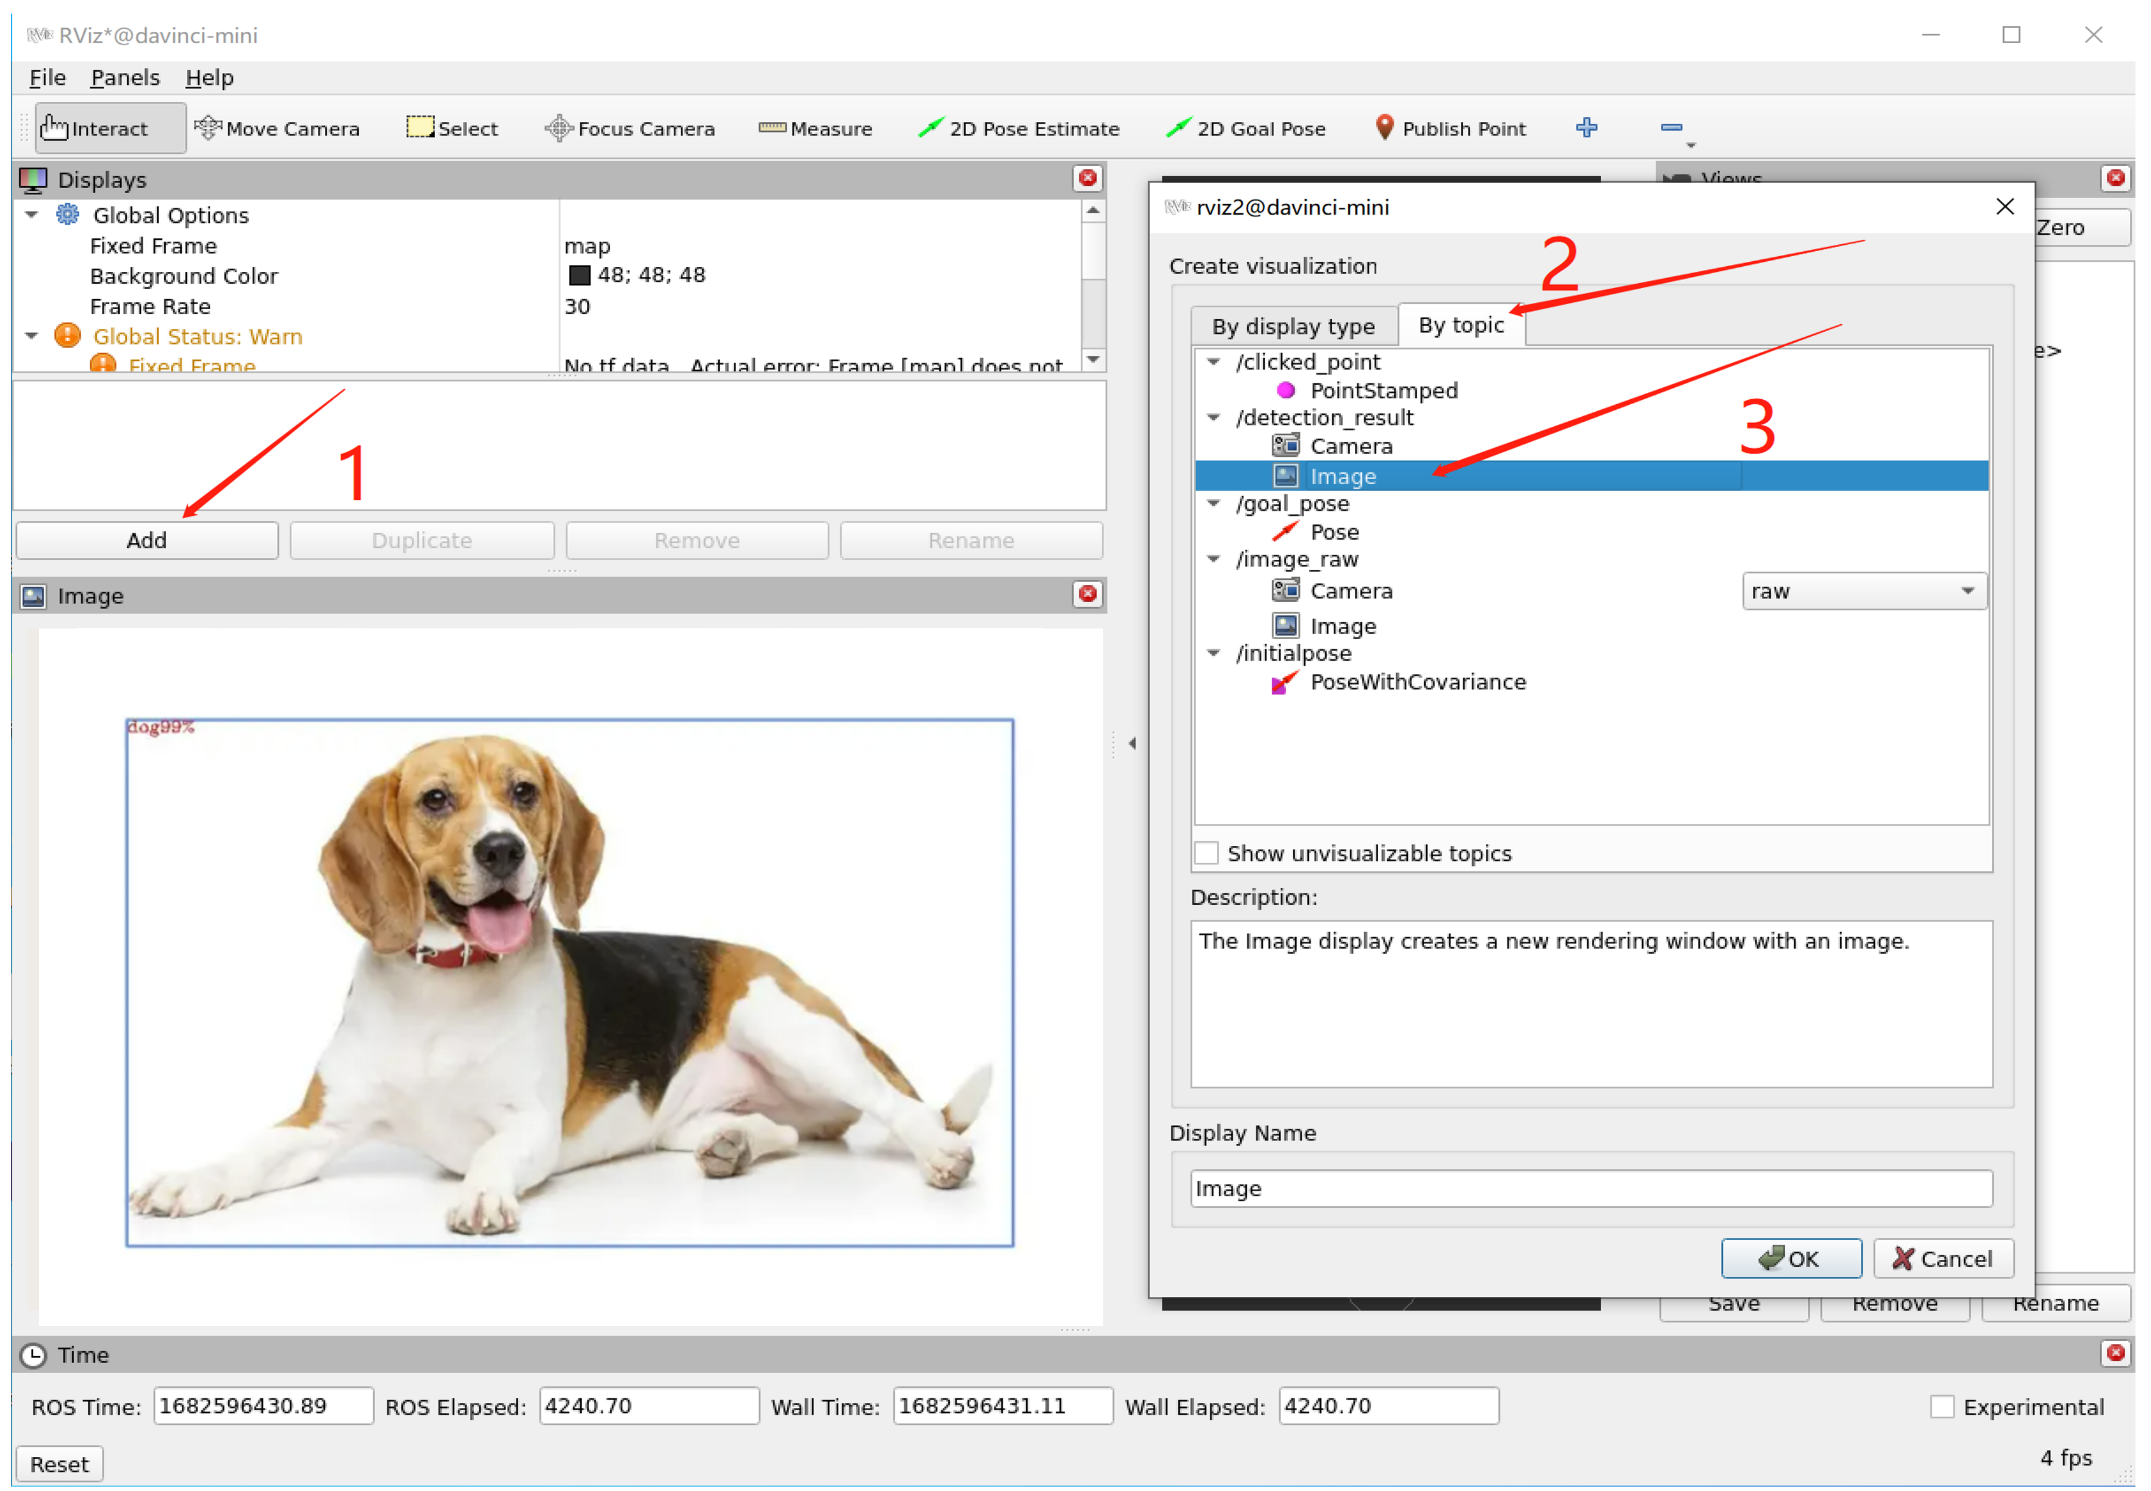 RViz*@davinci-mini
File Panels Help
Interact Move Camera Select Focus Camera Measure 2D Pose Estimate 2D Goal Pose Publish Point
Displays
Global Options
Fixed Frame map
Background Color 48; 48; 48
Frame Rate 30
Global Status: Warn
Fixed Frame No tf data. Actual error: Frame [map] does not
1
Add Duplicate Remove Rename
Image
dog99%
Views
Zero
e>
rviz2@davinci-mini
Create visualization
2
By display type By topic
/clicked_point
PointStamped
/detection_result
Camera
3
Image
/goal_pose
Pose
/image_raw
Camera raw
Image
/initialpose
PoseWithCovariance
Show unvisualizable topics
Description:
The Image display creates a new rendering window with an image.
Display Name
Image
OK Cancel
Save Remove Rename
Time
ROS Time: 1682596430.89 ROS Elapsed: 4240.70 Wall Time: 1682596431.11 Wall Elapsed: 4240.70 Experimental
Reset 4 fps